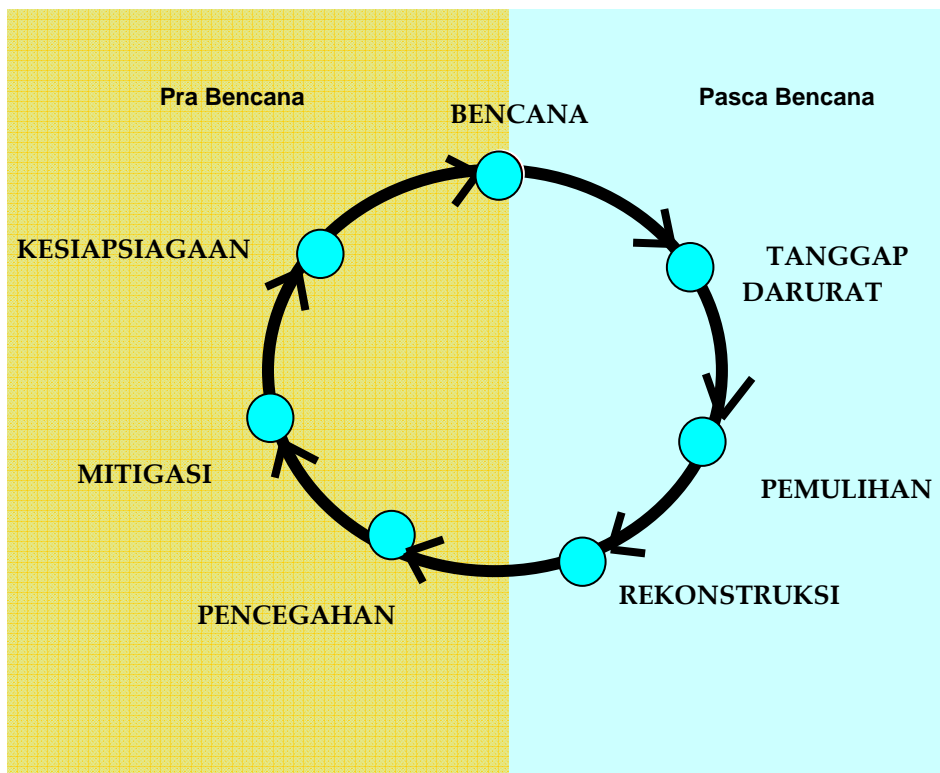 Pra Bencana
Pasca Bencana
BENCANA
KESIAPSIAGAAN
TANGGAP
DARURAT
MITIGASI
PEMULIHAN
PENCEGAHAN
REKONSTRUKSI